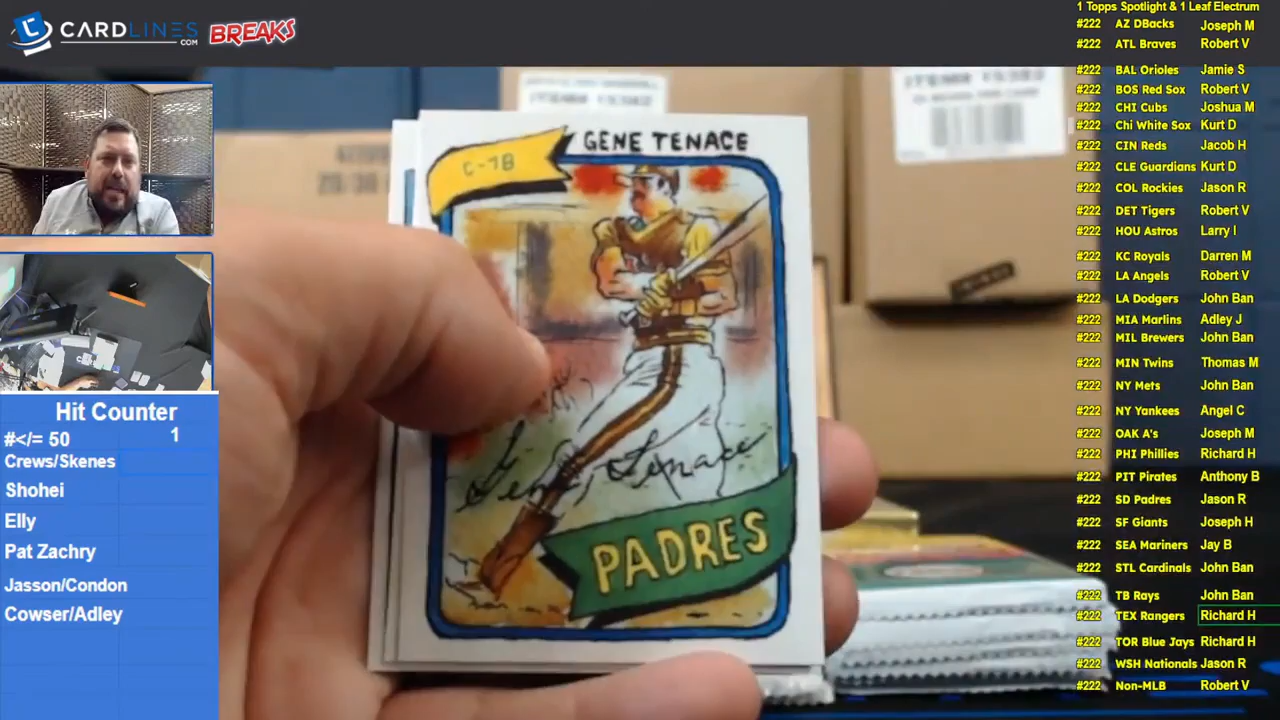 CARDLINES
.COM
BREAKS
GENE TENACE
C-1B
Gene Tenace
PADRES
Hit Counter
#</= 50 1
Crews/Skenes
Shohei
Elly
Pat Zachry
Jasson/Condon
Cowser/Adley
1 Topps Spotlight & 1 Leaf Electrum
#222 AZ DBacks Joseph M
#222 ATL Braves Robert V
#222 BAL Orioles Jamie S
#222 BOS Red Sox Robert V
#222 CHI Cubs Joshua M
#222 Chi White Sox Kurt D
#222 CIN Reds Jacob H
#222 CLE Guardians Kurt D
#222 COL Rockies Jason R
#222 DET Tigers Robert V
#222 HOU Astros Larry I
#222 KC Royals Darren M
#222 LA Angels Robert V
#222 LA Dodgers John Ban
#222 MIA Marlins Adley J
#222 MIL Brewers John Ban
#222 MIN Twins Thomas M
#222 NY Mets John Ban
#222 NY Yankees Angel C
#222 OAK A's Joseph M
#222 PHI Phillies Richard H
#222 PIT Pirates Anthony B
#222 SD Padres Jason R
#222 SF Giants Joseph H
#222 SEA Mariners Jay B
#222 STL Cardinals John Ban
#222 TB Rays John Ban
#222 TEX Rangers Richard H
#222 TOR Blue Jays Richard H
#222 WSH Nationals Jason R
#222 Non-MLB Robert V